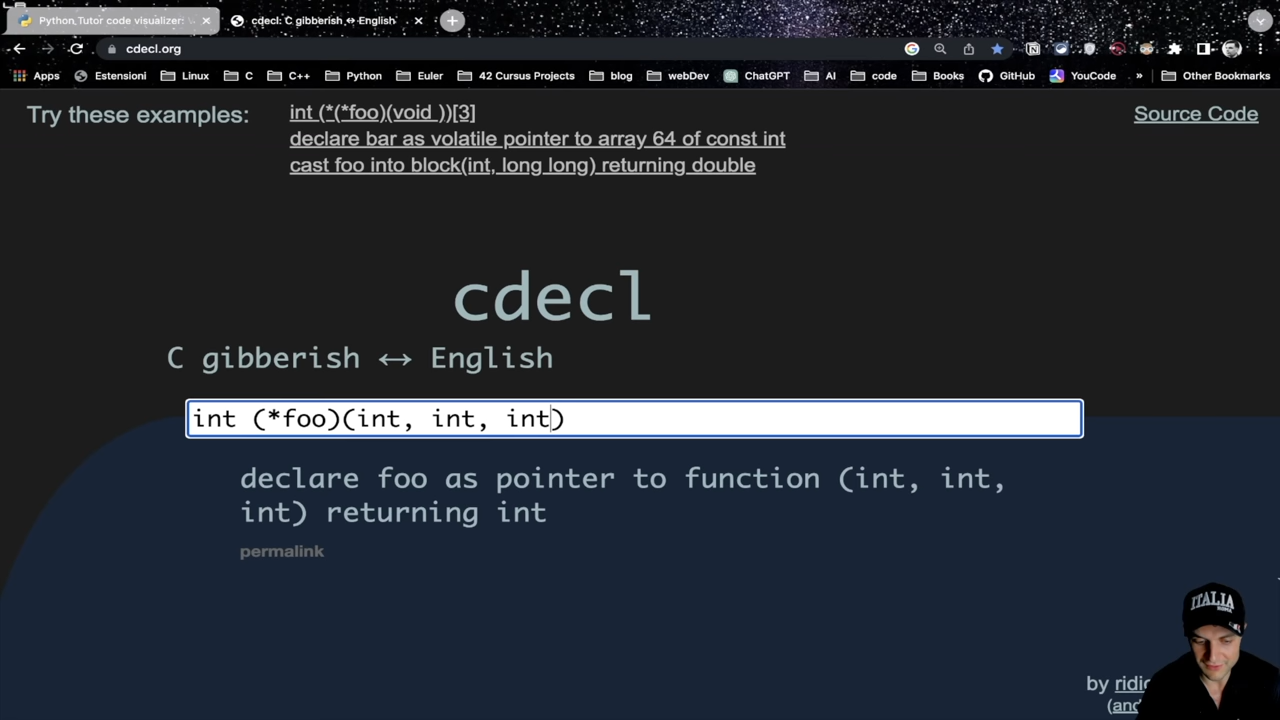 Python Tutor code visualizer:
cdecl: C gibberish ↔ English
cdecl.org
Apps
Estensioni
Linux
C
C++
Python
Euler
42 Cursus Projects
blog
webDev
ChatGPT
AI
code
Books
GitHub
YouCode
»
Other Bookmarks
Try these examples:
int (*(*foo)(void ))[3]
declare bar as volatile pointer to array 64 of const int
cast foo into block(int, long long) returning double
Source Code
cdecl
C gibberish ↔ English
int (*foo)(int, int, int)
declare foo as pointer to function (int, int,
int) returning int
permalink
ITALIA
by